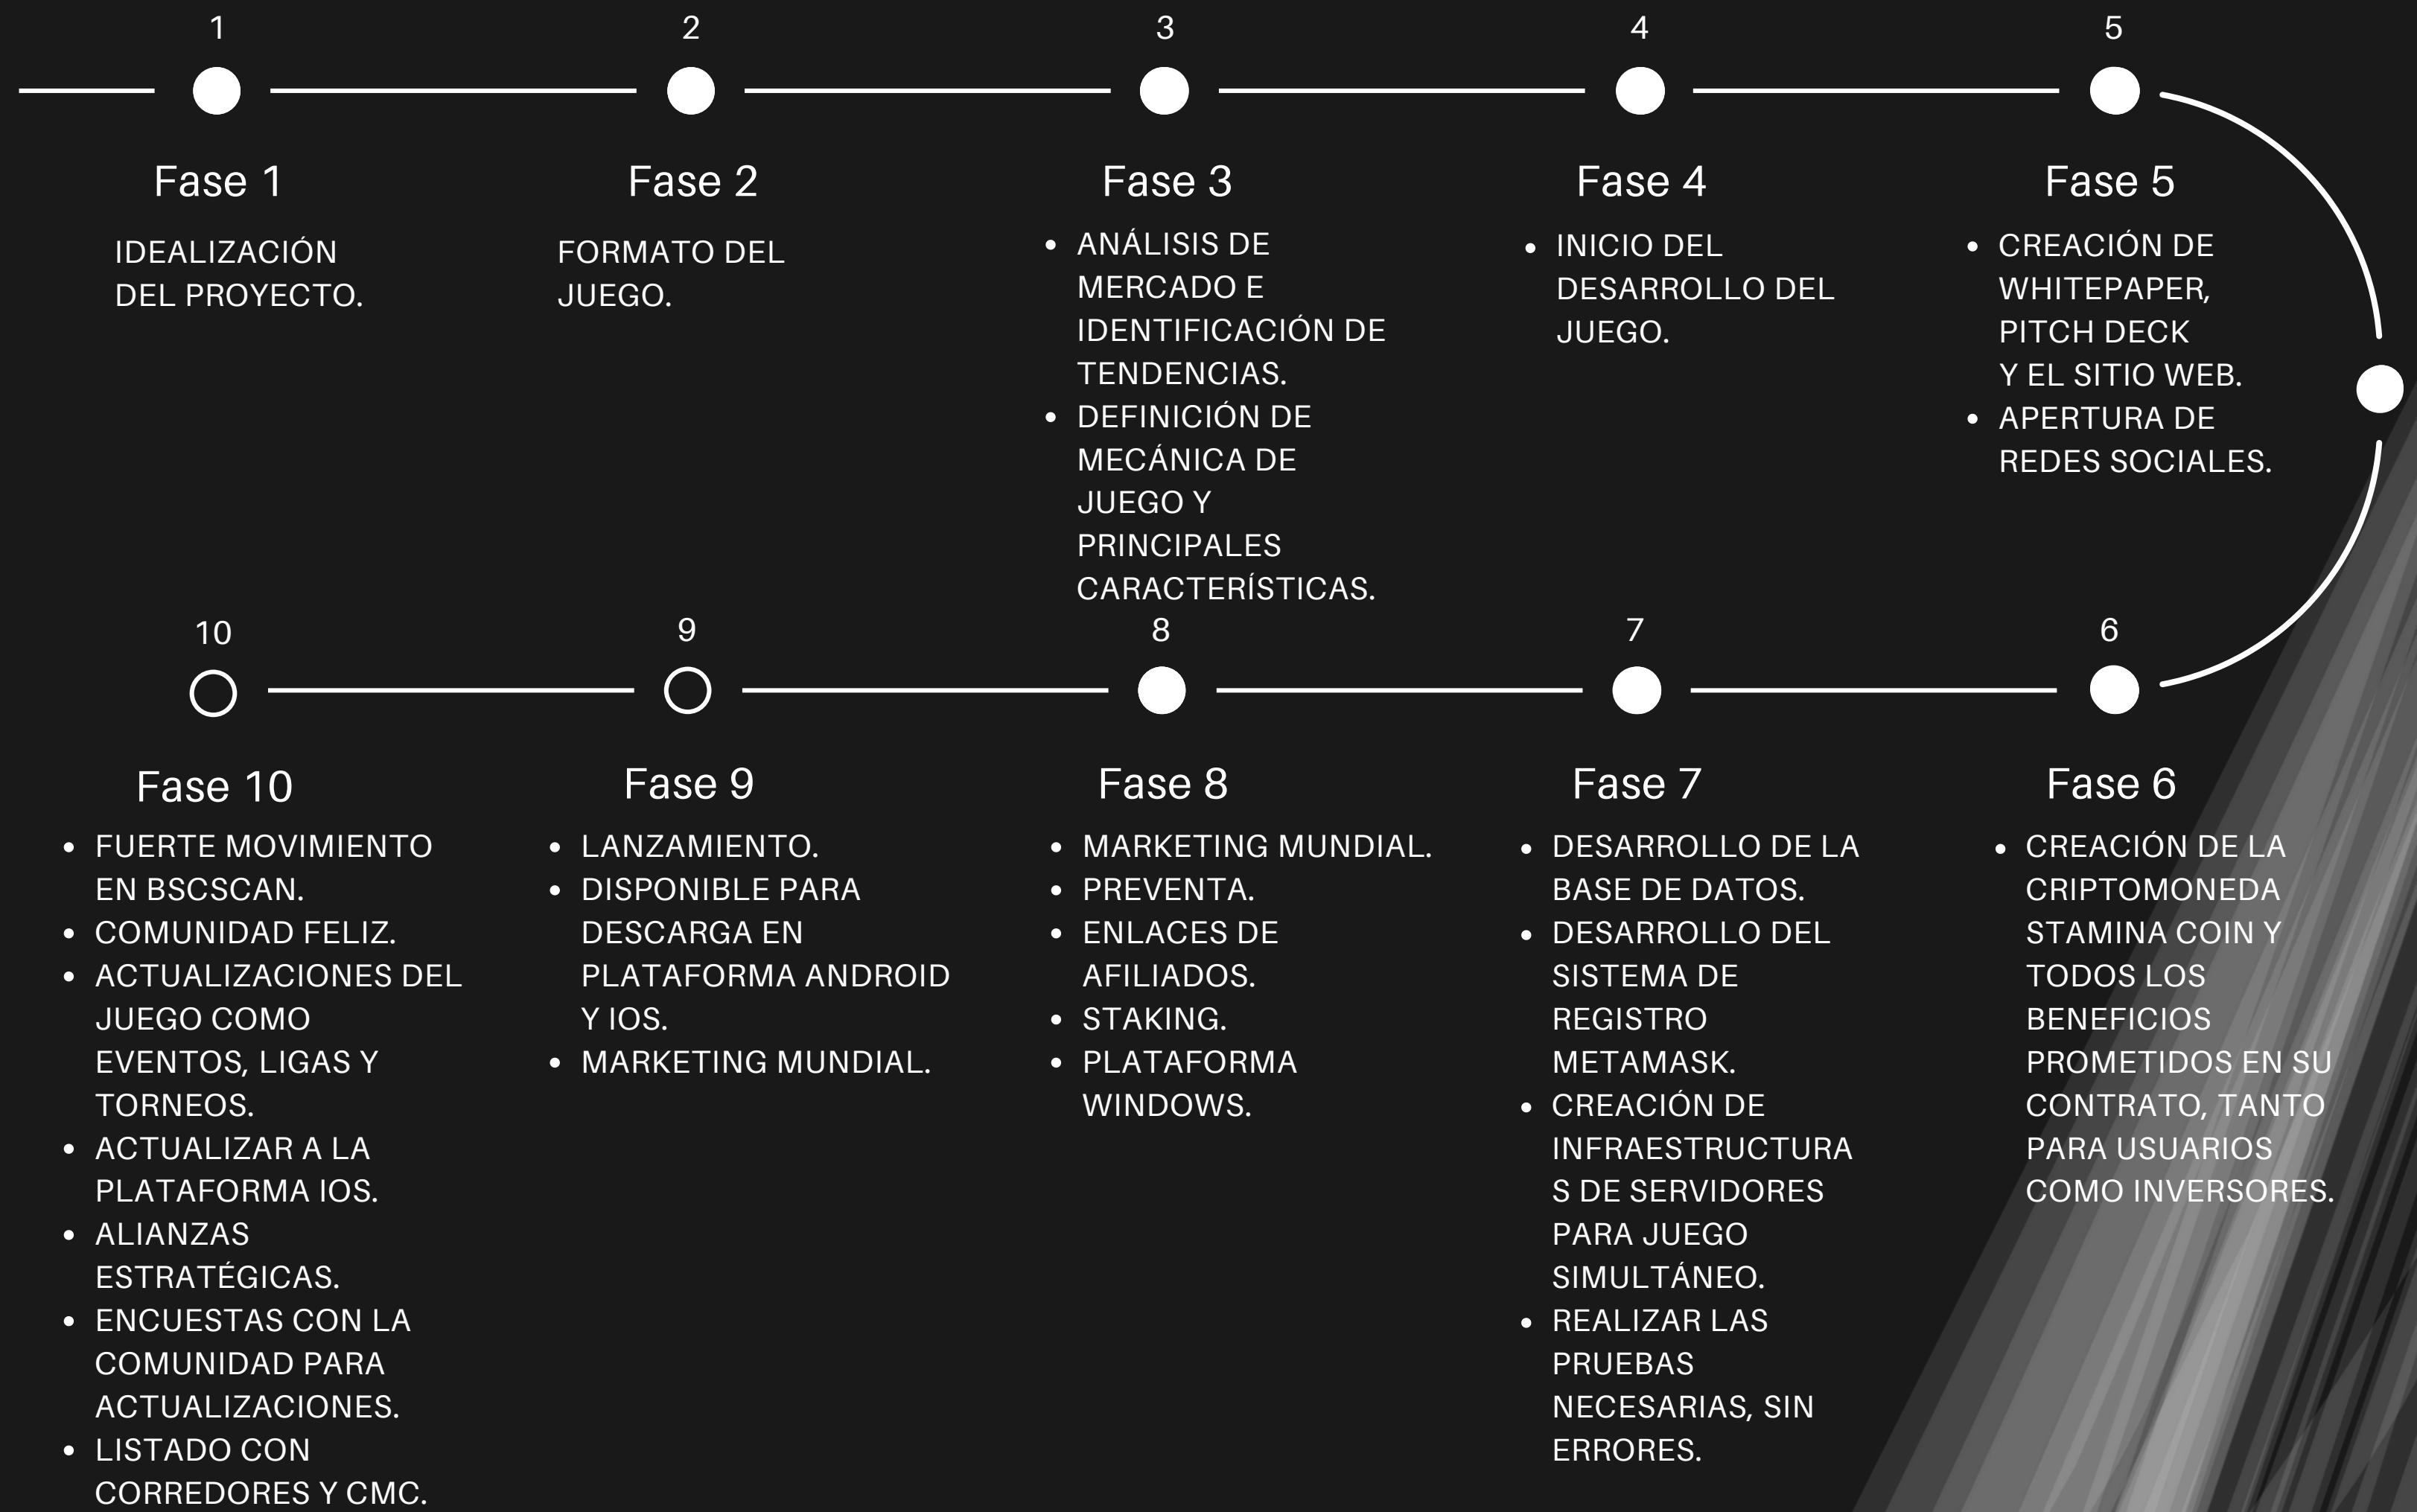 1
Fase 1
IDEALIZACIÓN
DEL PROYECTO.
2
Fase 2
FORMATO DEL
JUEGO.
3
Fase 3
• ANÁLISIS DE
MERCADO E
IDENTIFICACIÓN DE
TENDENCIAS.
• DEFINICIÓN DE
MECÁNICA DE
JUEGO Y
PRINCIPALES
CARACTERÍSTICAS.
4
Fase 4
• INICIO DEL
DESARROLLO DEL
JUEGO.
5
Fase 5
• CREACIÓN DE
WHITEPAPER,
PITCH DECK
Y EL SITIO WEB.
• APERTURA DE
REDES SOCIALES.
6
Fase 6
• CREACIÓN DE LA
CRIPTOMONEDA
STAMINA COIN Y
TODOS LOS
BENEFICIOS
PROMETIDOS EN SU
CONTRATO, TANTO
PARA USUARIOS
COMO INVERSORES.
7
Fase 7
• DESARROLLO DE LA
BASE DE DATOS.
• DESARROLLO DEL
SISTEMA DE
REGISTRO
METAMASK.
• CREACIÓN DE
INFRAESTRUCTURA
S DE SERVIDORES
PARA JUEGO
SIMULTÁNEO.
• REALIZAR LAS
PRUEBAS
NECESARIAS, SIN
ERRORES.
8
Fase 8
• MARKETING MUNDIAL.
• PREVENTA.
• ENLACES DE
AFILIADOS.
• STAKING.
• PLATAFORMA
WINDOWS.
9
Fase 9
• LANZAMIENTO.
• DISPONIBLE PARA
DESCARGA EN
PLATAFORMA ANDROID
Y IOS.
• MARKETING MUNDIAL.
10
Fase 10
• FUERTE MOVIMIENTO
EN BSCSCAN.
• COMUNIDAD FELIZ.
• ACTUALIZACIONES DEL
JUEGO COMO
EVENTOS, LIGAS Y
TORNEOS.
• ACTUALIZAR A LA
PLATAFORMA IOS.
• ALIANZAS
ESTRATÉGICAS.
• ENCUESTAS CON LA
COMUNIDAD PARA
ACTUALIZACIONES.
• LISTADO CON
CORREDORES Y CMC.